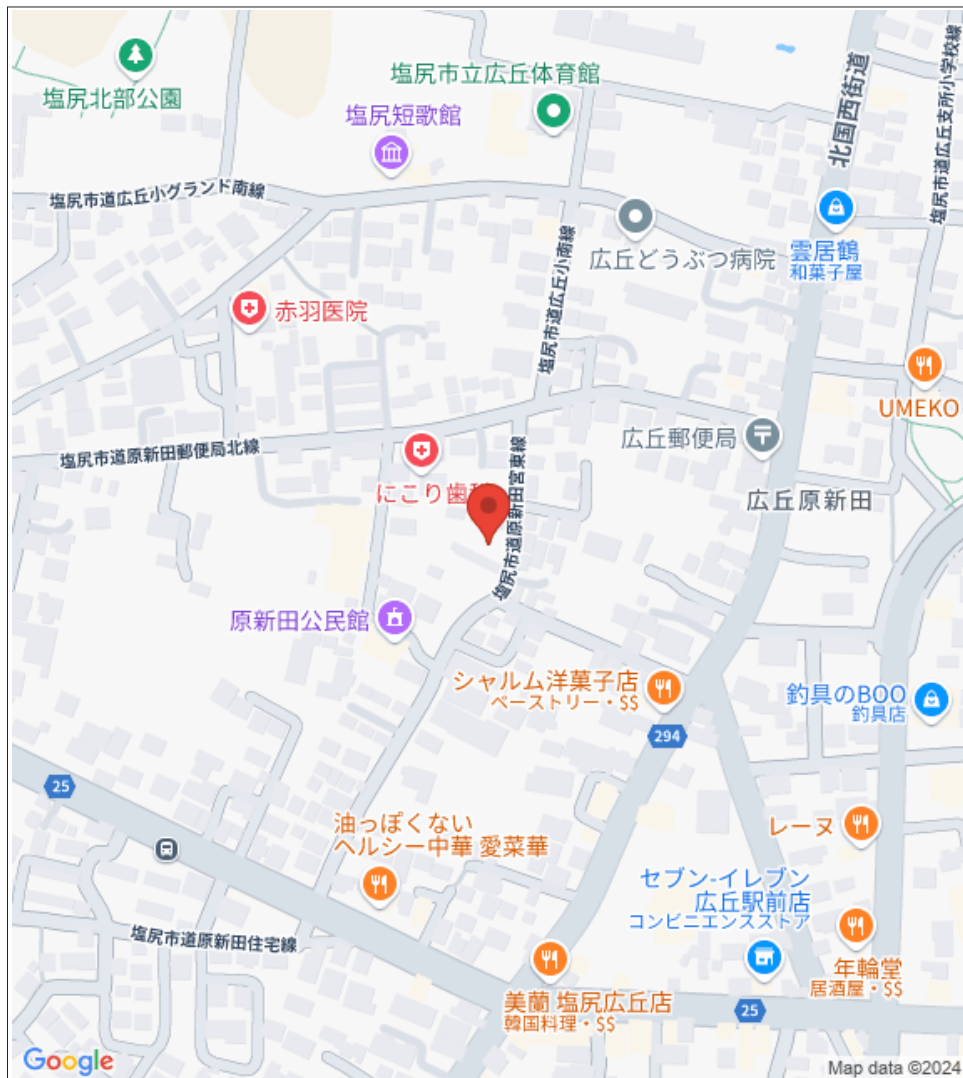 塩尻北部公園
塩尻市立広丘体育館
塩尻短歌館
北国西街道
塩尻市道広丘支所小学校線
塩尻市道広丘小グランド南線
広丘どうぶつ病院
雲居鶴
和菓子屋
塩尻市道広丘小南線
赤羽医院
UMEKO
塩尻市道原新田郵便局北線
広丘郵便局
にこり歯
塩尻市道原新田宮東線
広丘原新田
原新田公民館
シャルム洋菓子店
ペーストリー・$$
釣具のBOO
釣具店
294
25
油っぽくない
ヘルシー中華 愛菜華
レーヌ
セブン-イレブン
広丘駅前店
コンビニエンスストア
塩尻市道原新田住宅線
年輪堂
居酒屋・$$
美蘭 塩尻広丘店
韓国料理・$$
25
Google
Map data ©2024